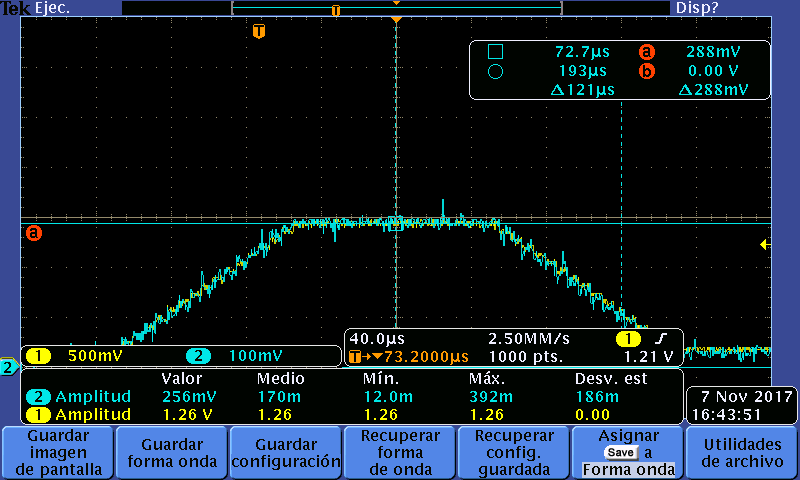 Tek Ejec. Disp?
T
T
72.7µs a 288mV
193µs b 0.00 V
Δ121µs Δ288mV
a
40.0µs 2.50MM/s 1
T→▼73.2000µs 1000 pts. 1.21 V
1 500mV 2 100mV
2
Valor Medio Mín. Máx. Desv. est
2 Amplitud 256mV 170m 12.0m 392m 186m
1 Amplitud 1.26 V 1.26 1.26 1.26 0.00
7 Nov 2017
16:43:51
Guardar
imagen
de pantalla
Guardar
forma onda
Guardar
configuración
Recuperar
forma
de onda
Recuperar
config.
guardada
Asignar
Save a
Forma onda
Utilidades
de archivo